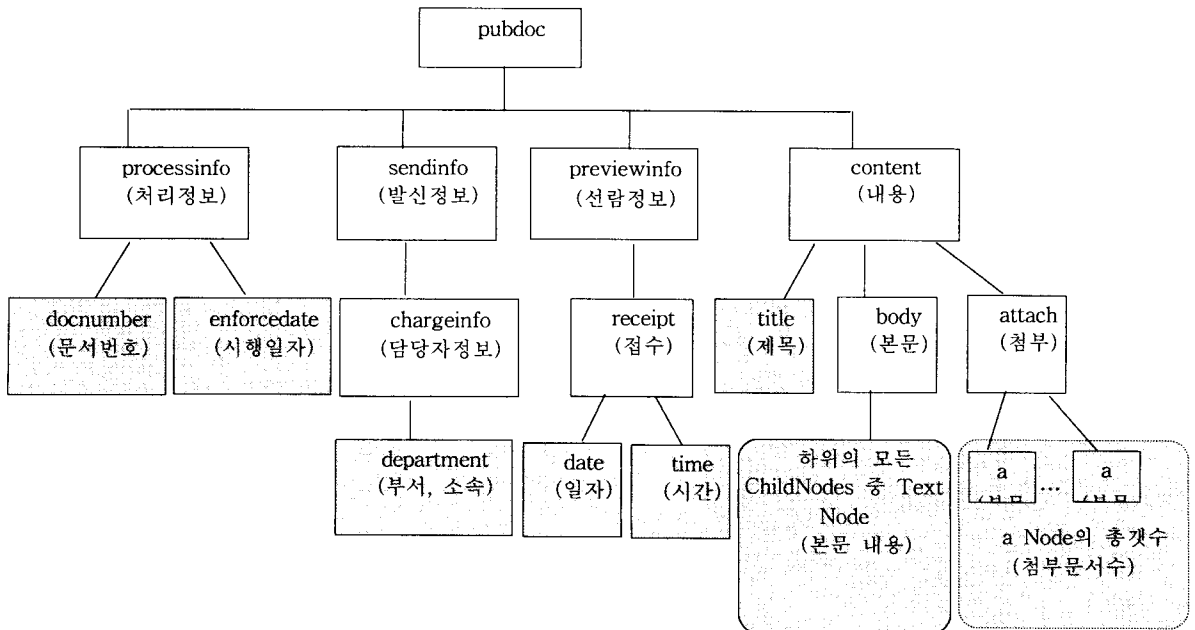 pubdoc
processinfo
(처리정보)
sendinfo
(발신정보)
previewinfo
(선람정보)
content
(내용)
docnumber
(문서번호)
enforcedate
(시행일자)
chargeinfo
(담당자정보)
receipt
(접수)
title
(제목)
body
(본문)
attach
(첨부)
department
(부서, 소속)
date
(일자)
time
(시간)
하위의 모든
ChildNodes 중 Text
Node
(본문 내용)
a
...
a
a Node의 총갯수
(첨부문서수)